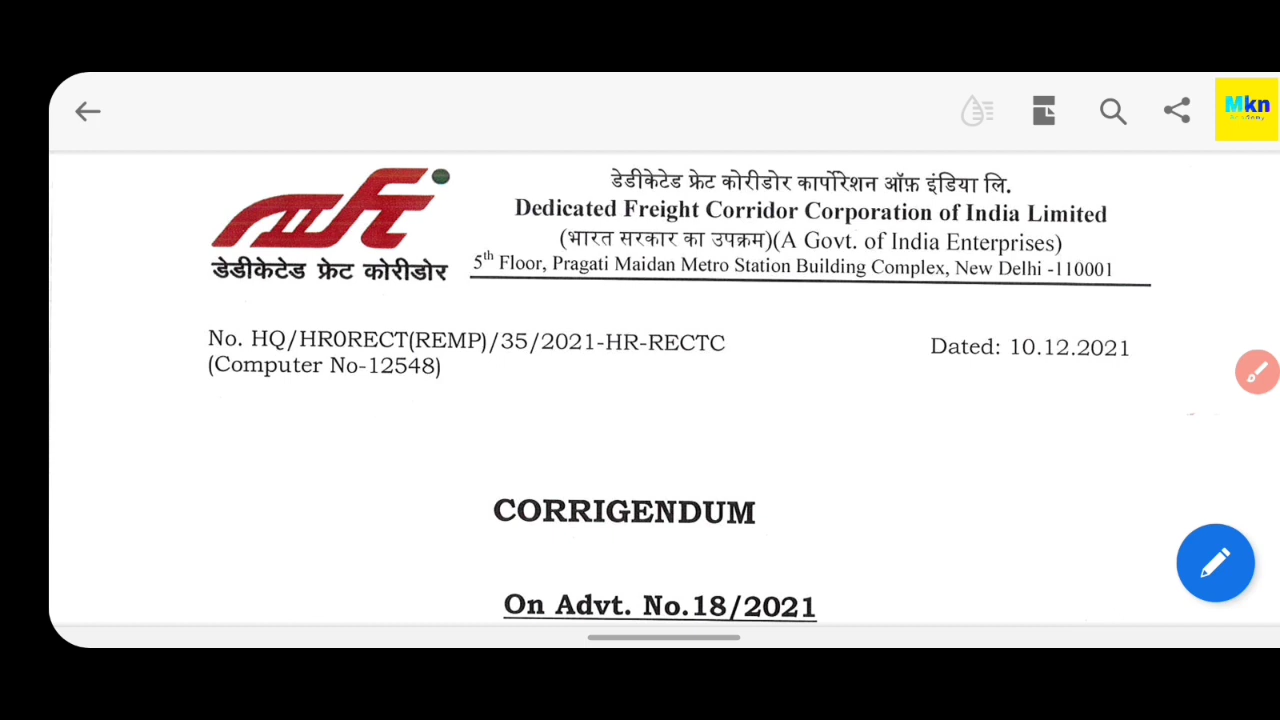 Mkn
डेडीकेटेड फ्रेट कोरीडोर
डेडीकेटेड फ्रेट कोरीडोर कार्पोरेशन ऑफ़ इंडिया लि.
Dedicated Freight Corridor Corporation of India Limited
(भारत सरकार का उपक्रम)(A Govt. of India Enterprises)
5th Floor, Pragati Maidan Metro Station Building Complex, New Delhi -110001
No. HQ/HR0RECT(REMP)/35/2021-HR-RECTC
Dated: 10.12.2021
(Computer No-12548)
CORRIGENDUM
On Advt. No.18/2021